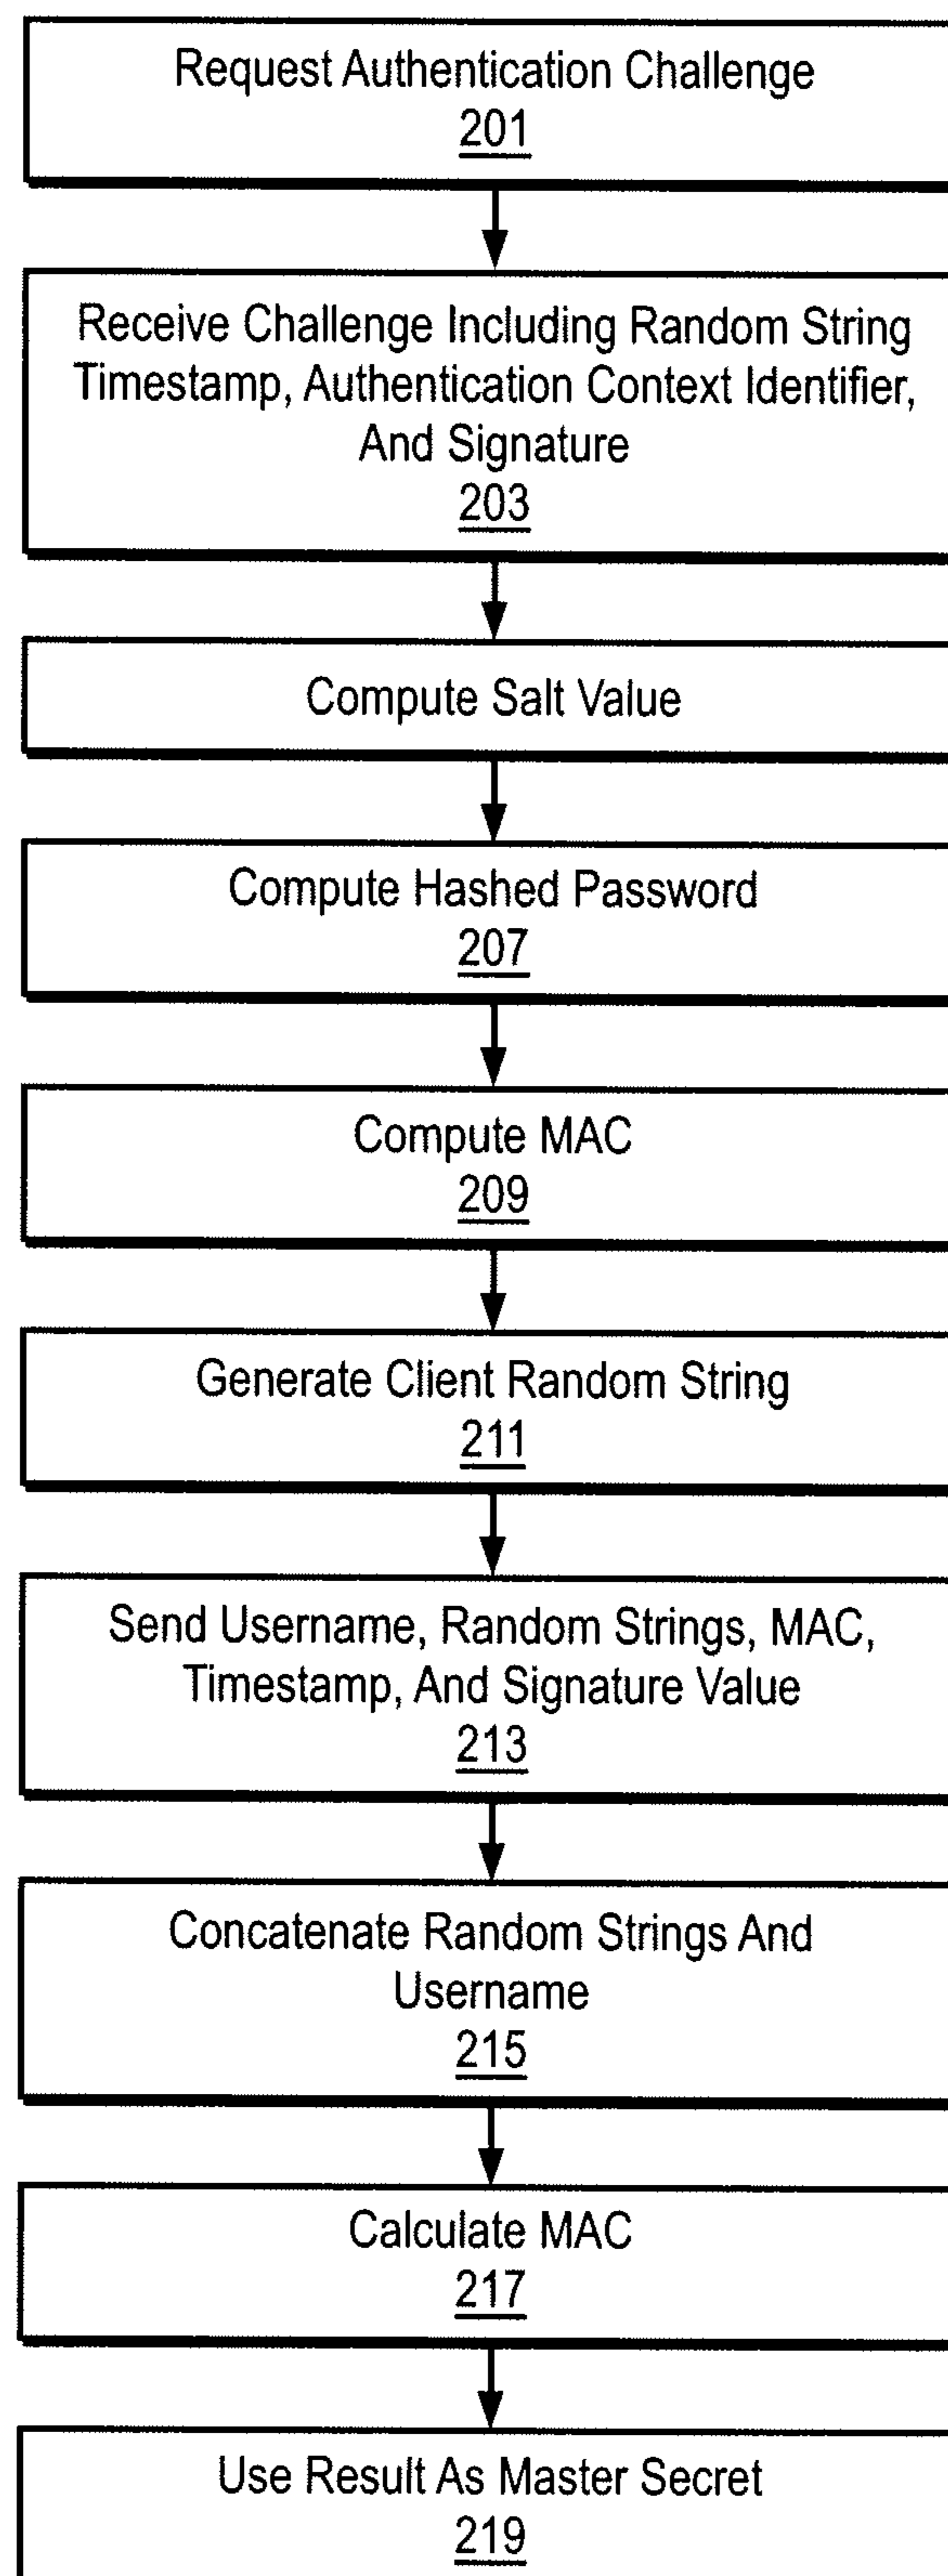 Request Authentication Challenge
201
Receive Challenge Including Random String
Timestamp, Authentication Context Identifier,
And Signature
203
Compute Salt Value
Compute Hashed Password
207
Compute MAC
209
Generate Client Random String
211
Send Username, Random Strings, MAC,
Timestamp, And Signature Value
213
Concatenate Random Strings And
Username
215
Calculate MAC
217
Use Result As Master Secret
219